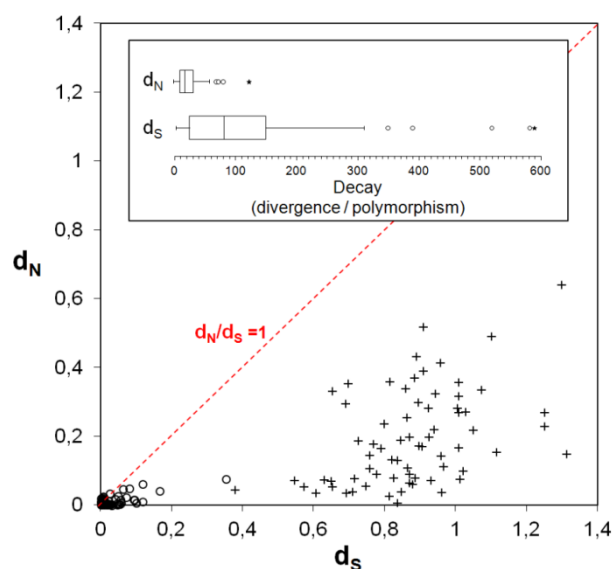 1,4
1,2
1
0,8
0,6
0,4
0,2
0
dN
dN
dS
0 100 200 300 400 500 600
Decay
(divergence / polymorphism)
dN/dS =1
0 0,2 0,4 0,6 0,8 1 1,2 1,4
dS